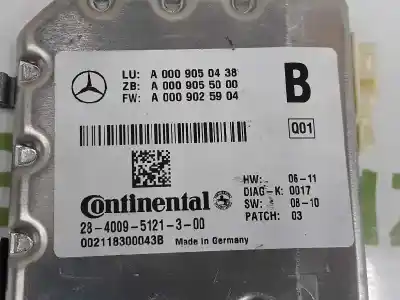 LU: A 000 905 04 38
ZB: A 000 905 50 00
FW: A 000 902 59 04
B
Q01
Continental
HW: 06-11
DIAG-K: 0017
SW: 08-10
PATCH: 03
28-4009-5121-3-00
002118300043B Made in Germany